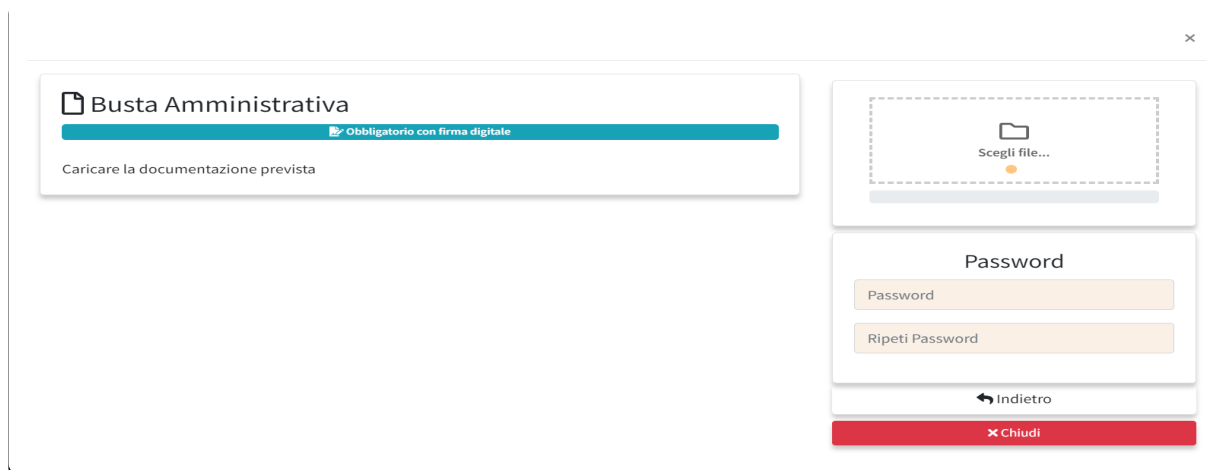 ×
Busta Amministrativa
Obbligatorio con firma digitale
Caricare la documentazione prevista
Scegli file...
Password
Password
Ripeti Password
Indietro
Chiudi